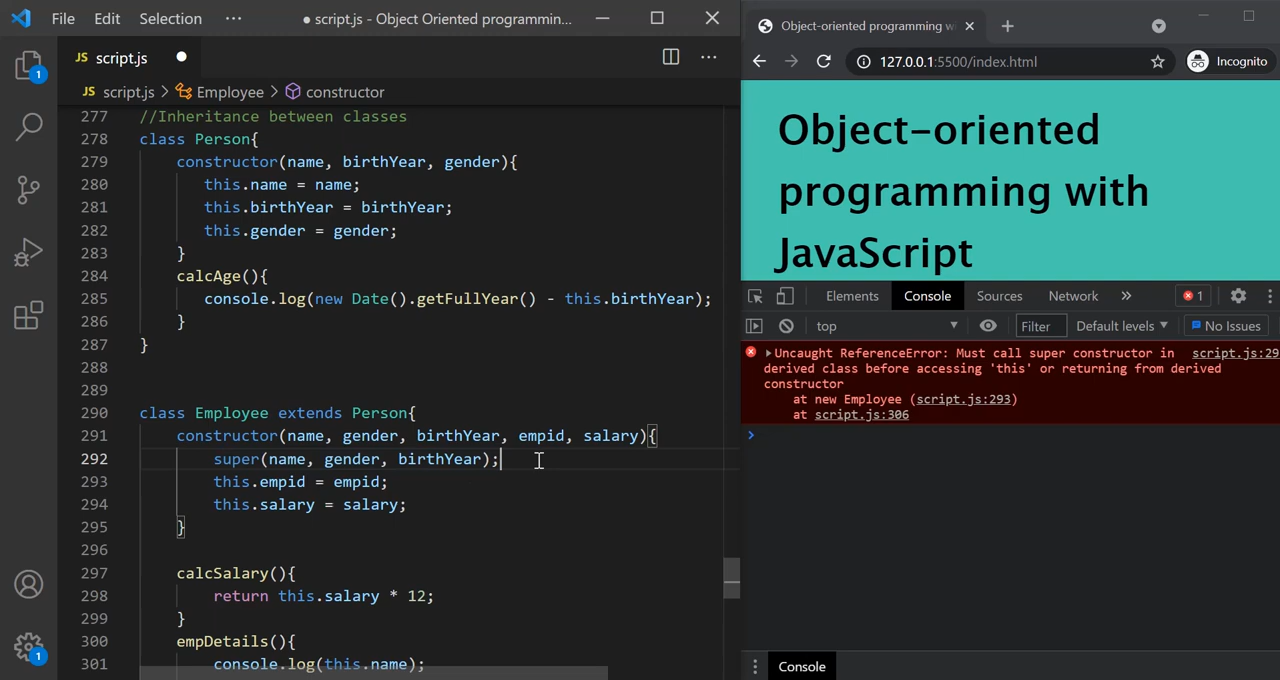 File Edit Selection ··· ● script.js - Object Oriented programmin...
JS script.js ●
JS script.js > Employee > constructor
277 //Inheritance between classes
278 class Person{
279 constructor(name, birthYear, gender){
280 this.name = name;
281 this.birthYear = birthYear;
282 this.gender = gender;
283 }
284 calcAge(){
285 console.log(new Date().getFullYear() - this.birthYear);
286 }
287 }
288
289
290 class Employee extends Person{
291 constructor(name, gender, birthYear, empid, salary){
292 super(name, gender, birthYear);
293 this.empid = empid;
294 this.salary = salary;
295 }
296
297 calcSalary(){
298 return this.salary * 12;
299 }
300 empDetails(){
301 console.log(this.name);
1
1
Object-oriented programming w
127.0.0.1:5500/index.html Incognito
Object-oriented
programming with
JavaScript
Elements Console Sources Network » 1
top Filter Default levels No Issues
Uncaught ReferenceError: Must call super constructor in script.js:29
derived class before accessing 'this' or returning from derived
constructor
at new Employee (script.js:293)
at script.js:306
Console